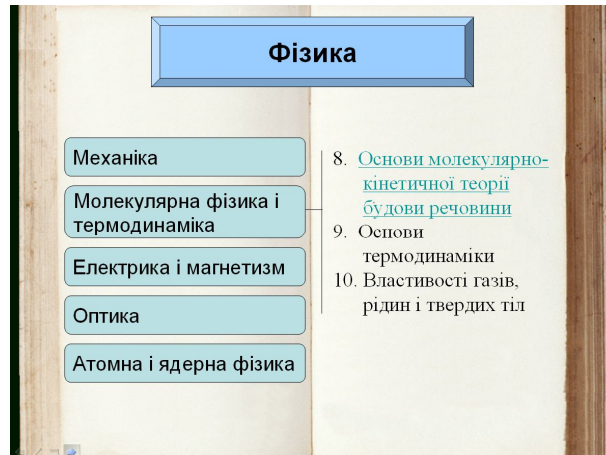 Фізика
Механіка
Молекулярна фізика і
термодинаміка
Електрика і магнетизм
Оптика
Атомна і ядерна фізика
8. Основи молекулярно-
кінетичної теорії
будови речовини
9. Основи
термодинаміки
10. Властивості газів,
рідин і твердих тіл